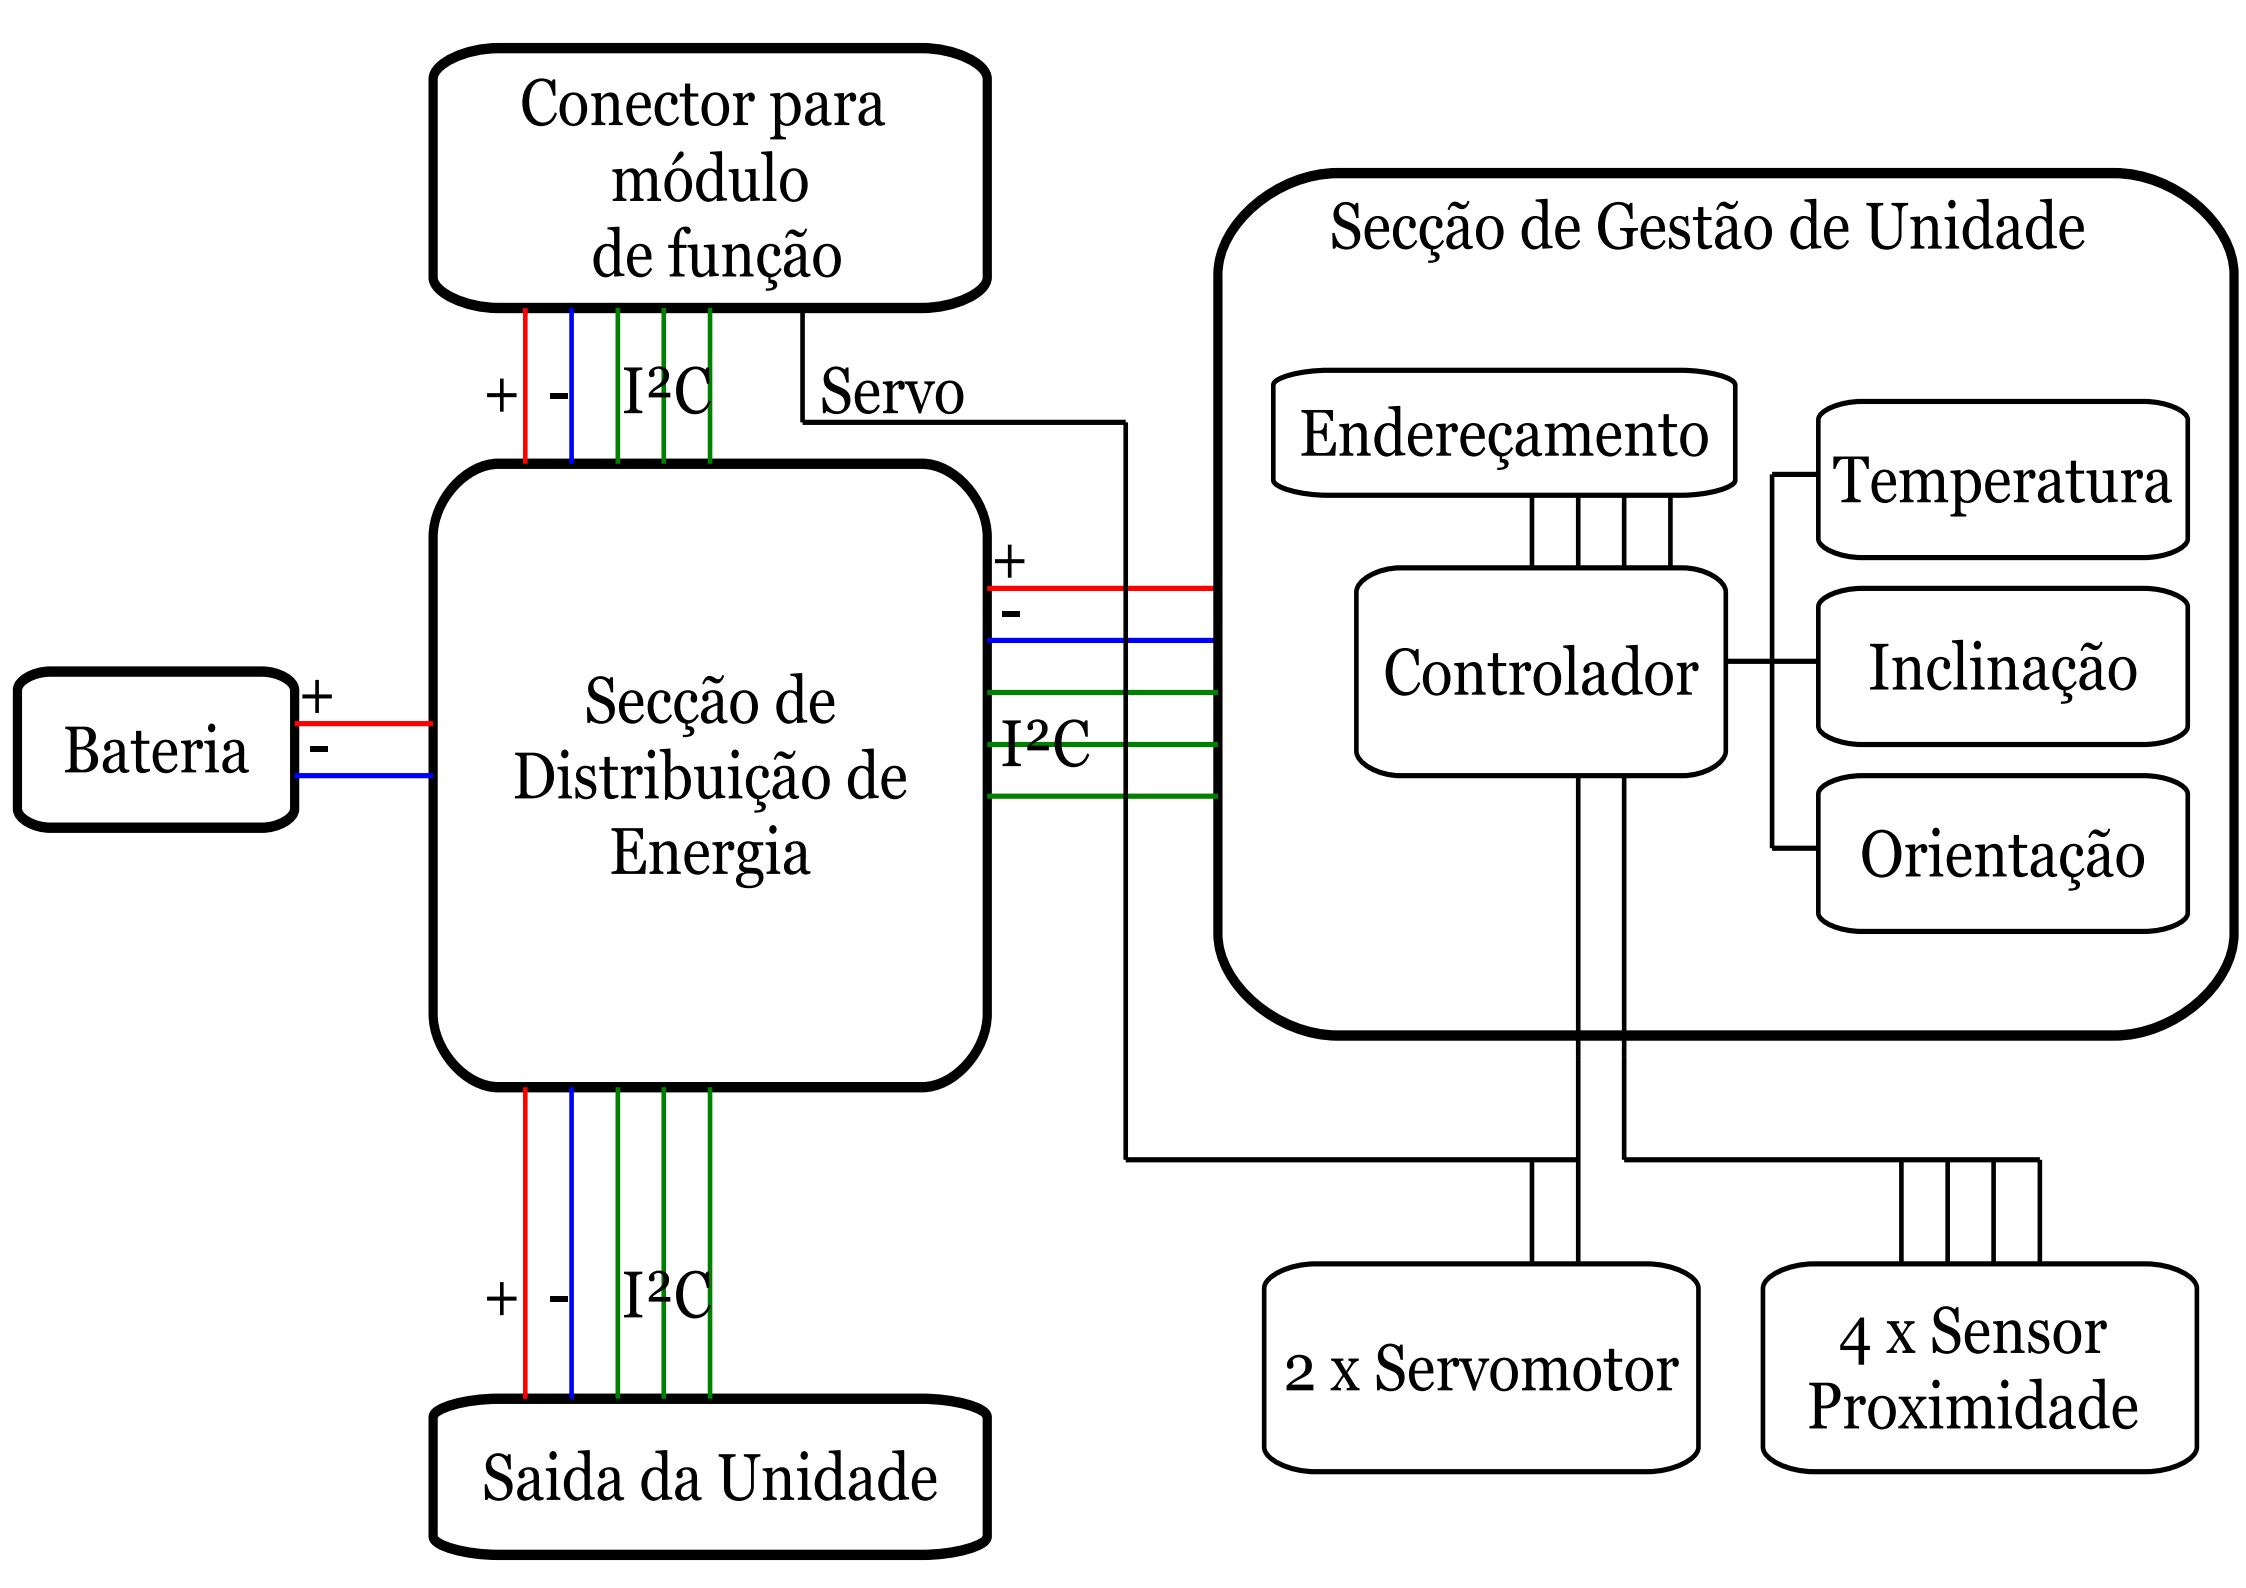 Conector para
módulo
de função
Secção de Gestão de Unidade
+ - I²C Servo
Endereçamento
Temperatura
+
-
I²C
Controlador
Inclinação
Orientação
+
-
Bateria
Secção de
Distribuição de
Energia
+ - I²C
2 x Servomotor
4 x Sensor
Proximidade
Saida da Unidade